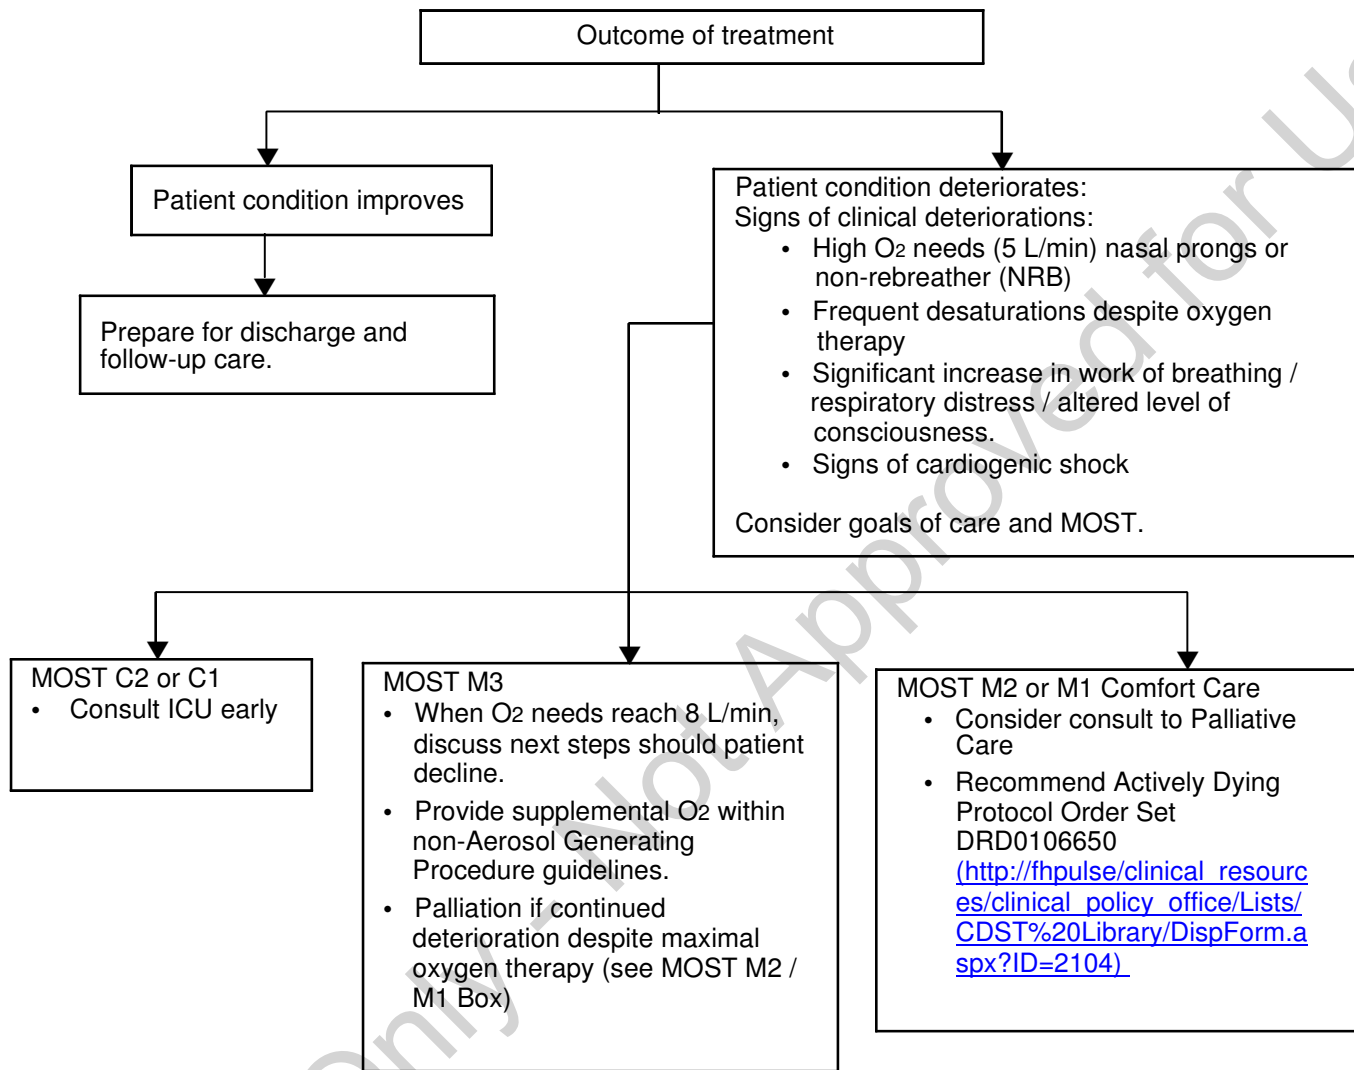 Outcome of treatment
Patient condition improves
Prepare for discharge and
follow-up care.
Patient condition deteriorates:
Signs of clinical deteriorations:
• High O2 needs (5 L/min) nasal prongs or
non-rebreather (NRB)
• Frequent desaturations despite oxygen
therapy
• Significant increase in work of breathing /
respiratory distress / altered level of
consciousness.
• Signs of cardiogenic shock
Consider goals of care and MOST.
MOST C2 or C1
• Consult ICU early
MOST M3
• When O2 needs reach 8 L/min,
discuss next steps should patient
decline.
• Provide supplemental O2 within
non-Aerosol Generating
Procedure guidelines.
• Palliation if continued
deterioration despite maximal
oxygen therapy (see MOST M2 /
M1 Box)
MOST M2 or M1 Comfort Care
• Consider consult to Palliative
Care
• Recommend Actively Dying
Protocol Order Set
DRD0106650
(http://fhpulse/clinical_resourc
es/clinical_policy_office/Lists/
CDST%20Library/DispForm.a
spx?ID=2104)
Only - Not Approved for